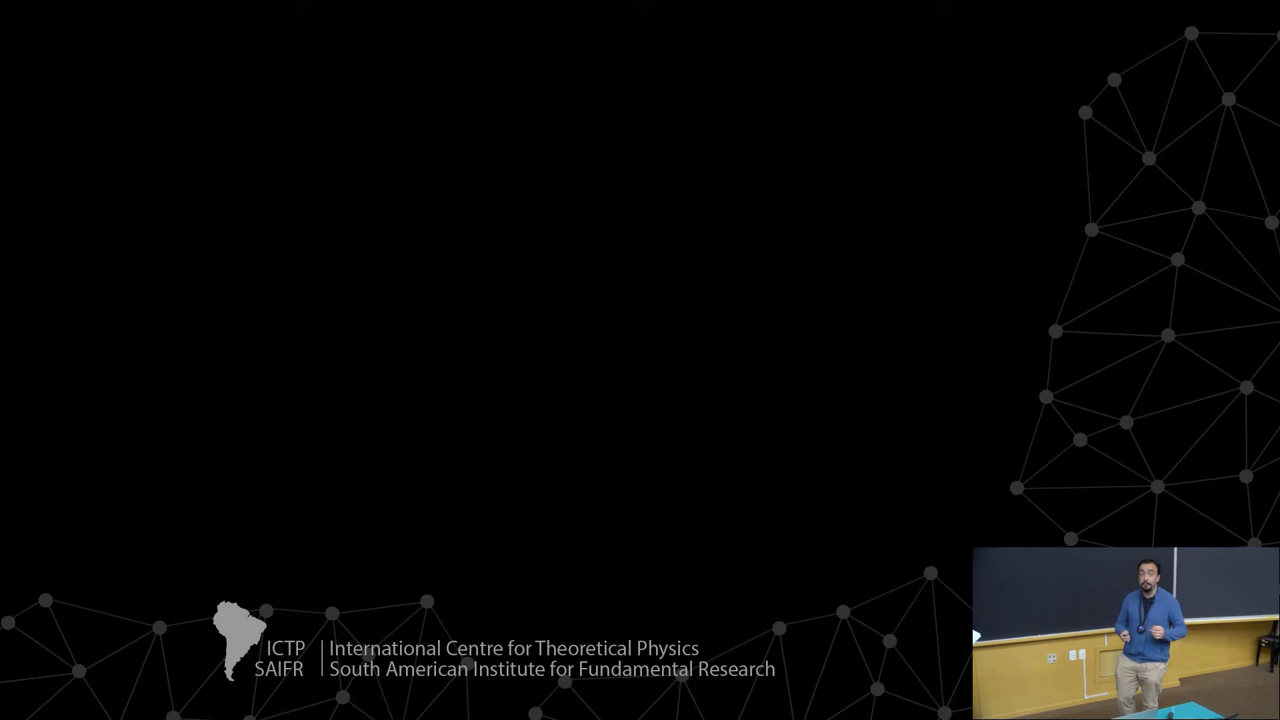 ICTP
SAIFR
International Centre for Theoretical Physics
South American Institute for Fundamental Research